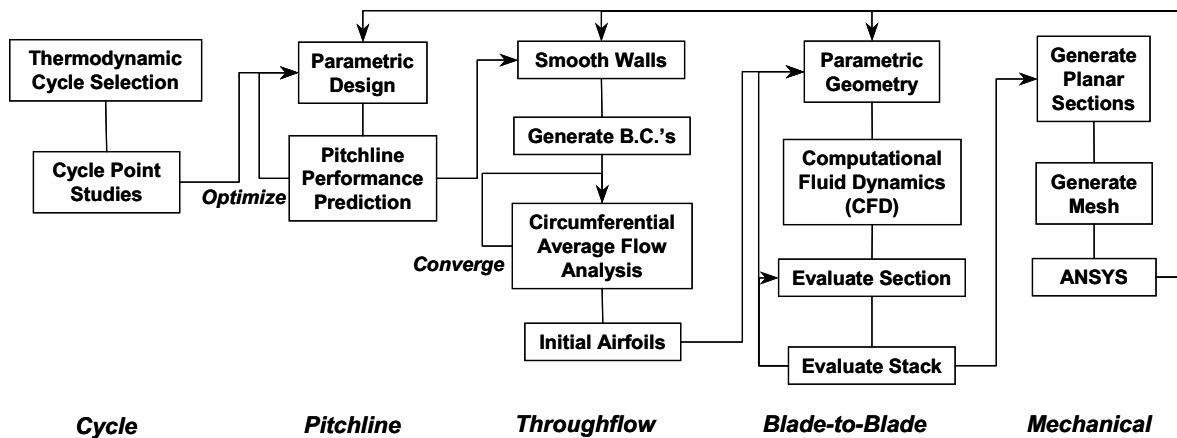 Thermodynamic
Cycle Selection
Cycle Point
Studies
Optimize
Parametric
Design
Pitchline
Performance
Prediction
Smooth Walls
Generate B.C.'s
Converge
Circumferential
Average Flow
Analysis
Initial Airfoils
Parametric
Geometry
Computational
Fluid Dynamics
(CFD)
Evaluate Section
Evaluate Stack
Generate
Planar
Sections
Generate
Mesh
ANSYS
Cycle
Pitchline
Throughflow
Blade-to-Blade
Mechanical